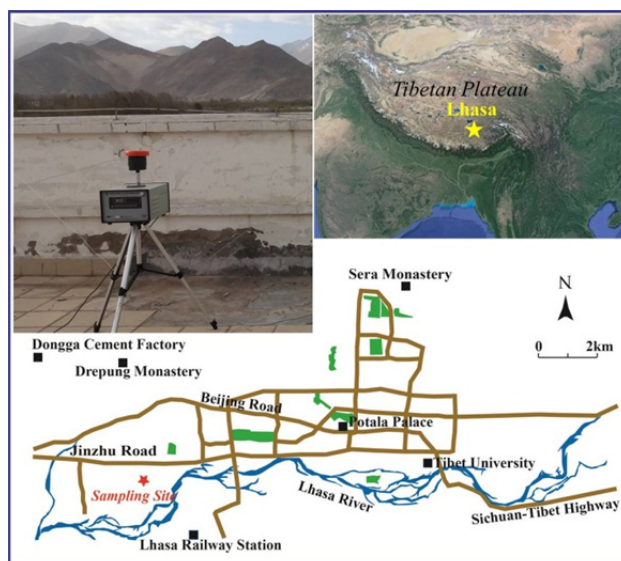 Tibetan Plateau
Lhasa
Sera Monastery
N
0 2km
Dongga Cement Factory
Drepung Monastery
Beijing Road
Potala Palace
Jinzhu Road
Tibet University
Sampling Site
Lhasa River
Sichuan-Tibet Highway
Lhasa Railway Station